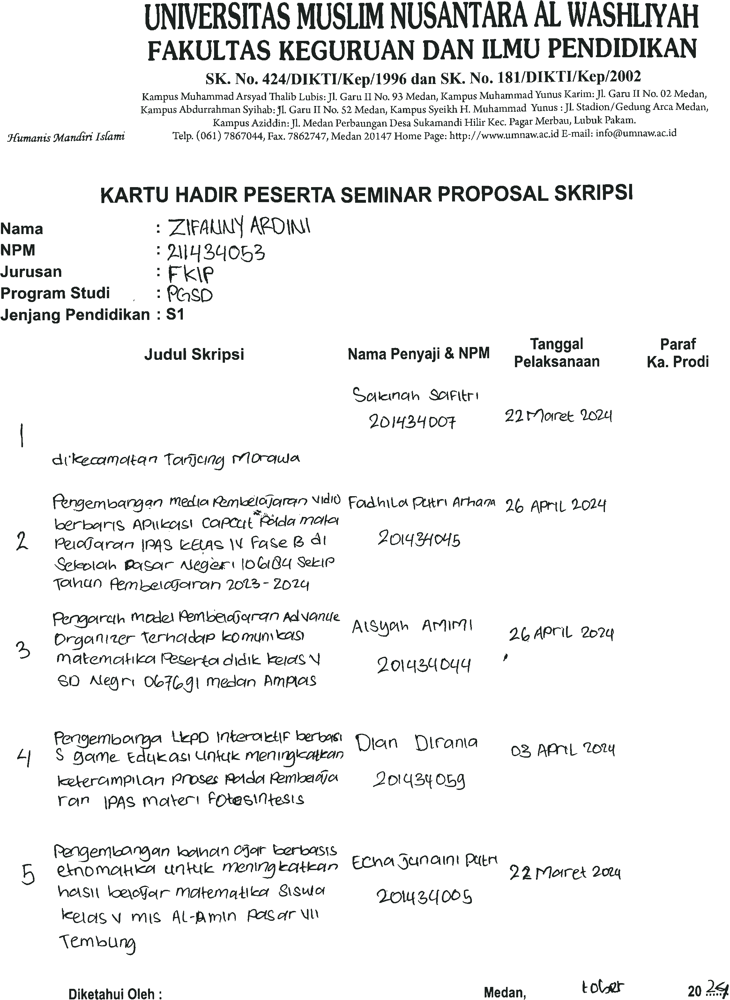 UNIVERSITAS MUSLIM NUSANTARA AL WASHLIYAH
FAKULTAS KEGURUAN DAN ILMU PENDIDIKAN
SK. No. 424/DIKTI/Kep/1996 dan SK. No. 181/DIKTI/Kep/2002
Kampus Muhammad Arsyad Thalib Lubis: Jl. Garu II No. 93 Medan, Kampus Muhammad Yunus Karim: Jl. Garu II No. 02 Medan,
Kampus Abdurrahman Syihab: Jl. Garu II No. 52 Medan, Kampus Syeikh H. Muhammad Yunus : Jl. Stadion/Gedung Arca Medan,
Kampus Aziddin: Jl. Medan Perbaungan Desa Sukamandi Hilir Kec. Pagar Merbau, Lubuk Pakam.
Humanis Mandiri Islami Telp. (061) 7867044, Fax. 7862747, Medan 20147 Home Page: http://www.umnaw.ac.id E-mail: info@umnaw.ac.id
KARTU HADIR PESERTA SEMINAR PROPOSAL SKRIPSI
Nama : ZIFANNY ARDINI
NPM : 211434053
Jurusan : FKIP
Program Studi : PGSD
Jenjang Pendidikan : S1
Judul Skripsi Nama Penyaji & NPM Tanggal Pelaksanaan Paraf Ka. Prodi
1
dikecamatan Tanjung Morawa
Sakinah Safitri
201434007
22 Maret 2024
2
Pengembangan media Pembelajaran vidio
berbaris Aplikasi capcut Pada mata
Pelajaran IPAS KELAS IV Fase B di
Sekolah Dasar Negeri 106184 Sekip
Tahun Pembelajaran 2023-2024
Fadhila Putri Arhana
201434045
26 APRIL 2024
3
Pengaruh model Pembelajaran Advance
Organizer terhadap komunikasi
matematika Peserta didik kelas V
SD Negri 067691 medan Amplas
Aisyah AMIMI
201434044
26 APRIL 2024
4
Pengembanga LKPD Interaktif berbasi
s game Edukasi untuk meningkatkan
keterampilan proses Pada Pembelaja
ran IPAS materi Fotosintesis
Dian Dirania
201434059
03 APRIL 2024
5
Pengembangan bahan ajar berbasis
etnomatika untuk meningkatkan
hasil belajar matematika siswa
kelas V mis Al-Amin Pasar VII
Tembung
Echa junaini Putri
201434005
22 Maret 2024
Diketahui Oleh : Medan, tober 2024